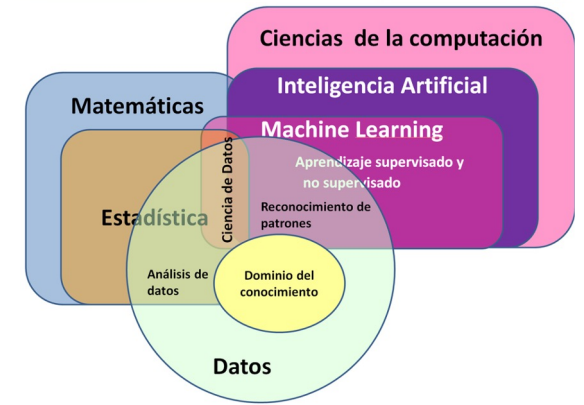 Ciencias de la computación
Inteligencia Artificial
Matemáticas
Machine Learning
Aprendizaje supervisado y
no supervisado
Ciencia de Datos
Estadística
Reconocimiento de
patrones
Análisis de
datos
Dominio del
conocimiento
Datos